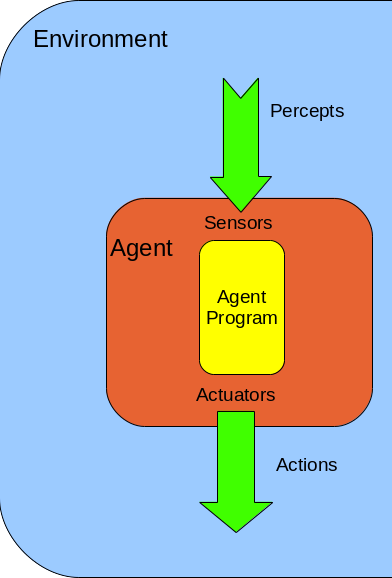 Environment
Percepts
Sensors
Agent
Agent
Program
Actuators
Actions